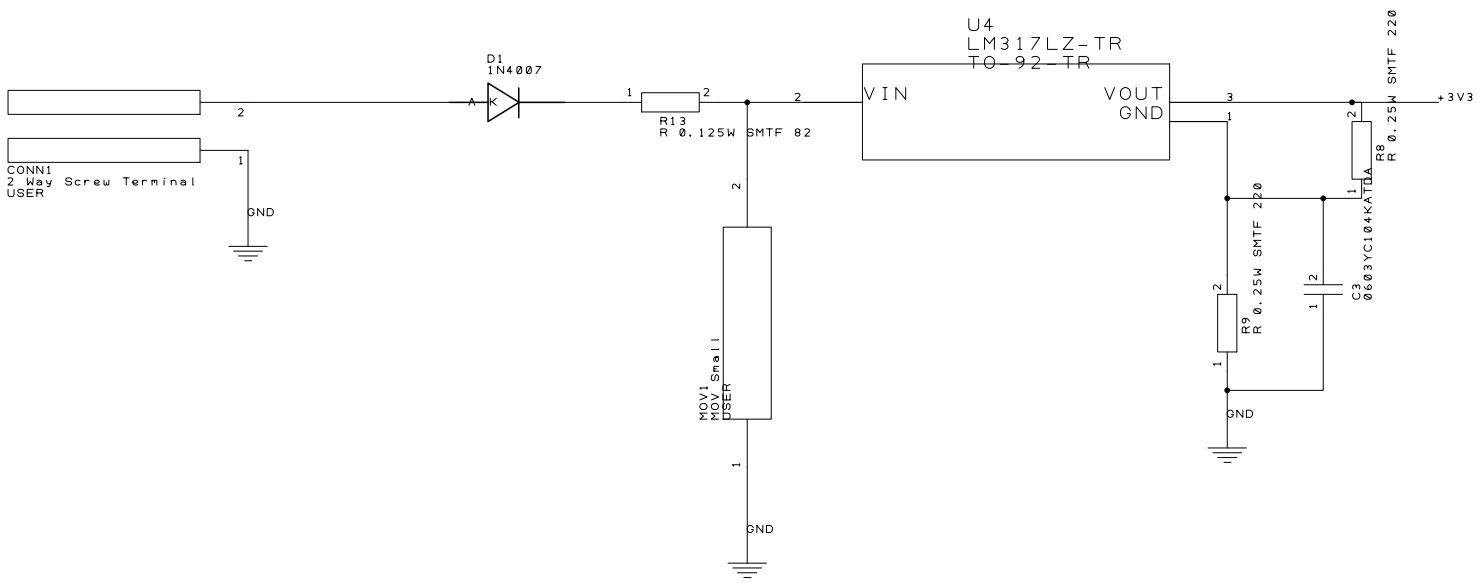 U4
LM317LZ-TR
TO-92-TR
D1
1N4007
A
K
1
2
R13
R 0.125W SMTF 82
2
VIN
VOUT
GND
3
1
+3V3
2
R8
R 0.25W SMTF 220
1
2
1
CONN1
2 Way Screw Terminal
USER
GND
2
MOV1
MOV Small
USER
1
GND
2
R9
R 0.25W SMTF 220
1
2
C3
0603YC104KAT0A
1
GND